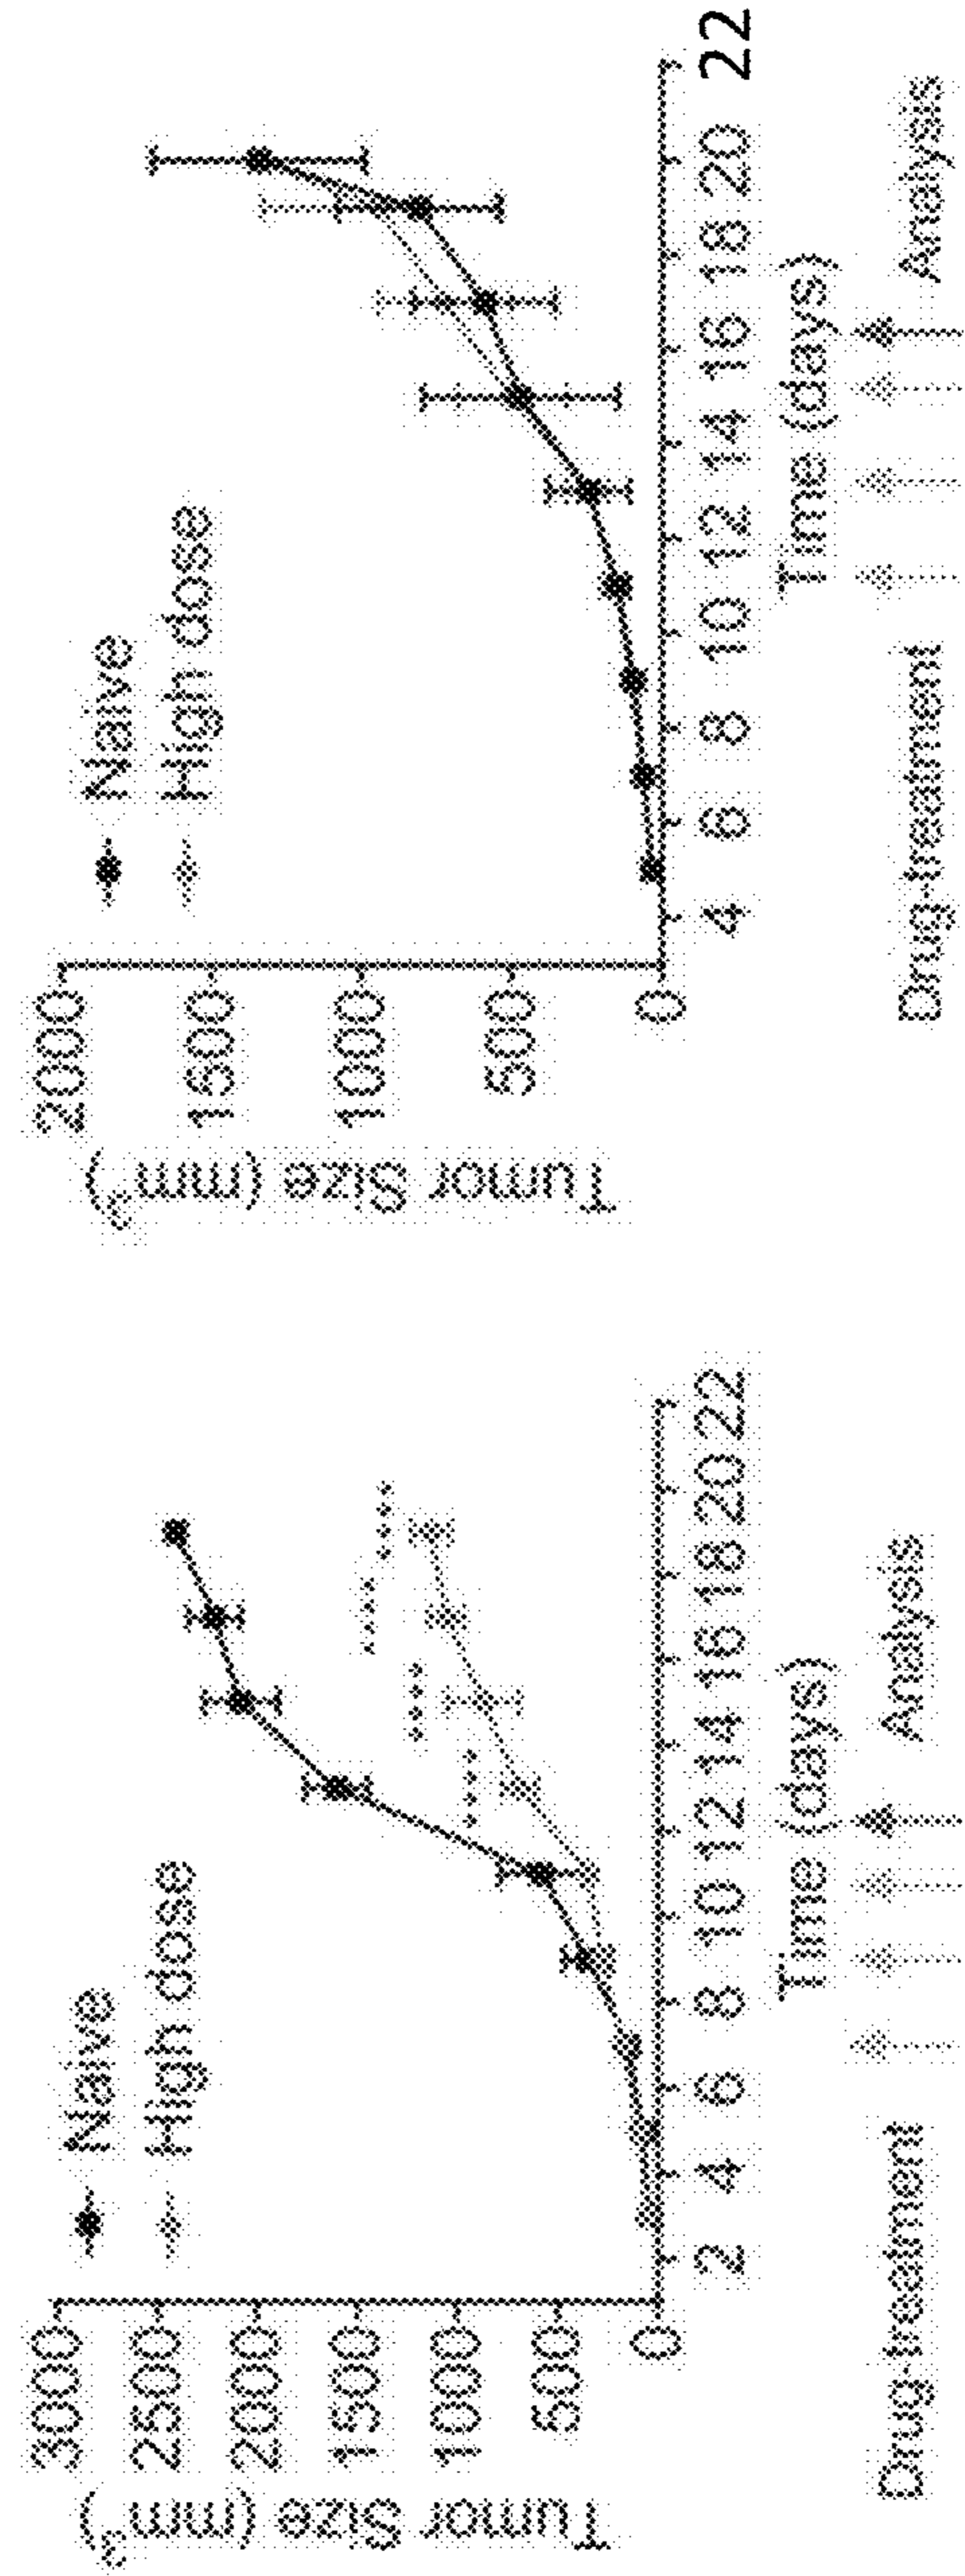 Tumor Size (mm³)
3000
2500
2000
1500
1000
500
0
Naive
High dose
2 4 6 8 10 12 14 16 18 20 22
Time (days)
Drug-treatment
Analysis
Tumor Size (mm³)
2000
1500
1000
500
0
Naive
High dose
4 6 8 10 12 14 16 18 20 22
Time (days)
Drug-treatment
Analysis